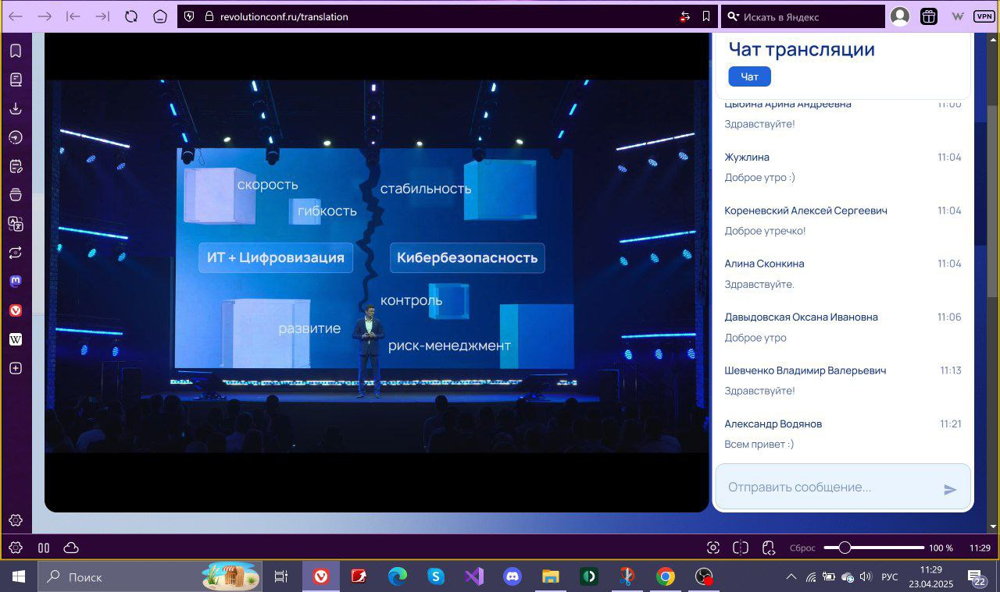 revolutionconf.ru/translation
Искать в Яндекс
VPN
скорость
гибкость
стабильность
ИТ + Цифровизация
Кибербезопасность
контроль
развитие
риск-менеджмент
Чат трансляции
Чат
Цыбина Арина Андреевна 11:00
Здравствуйте!
Жужлина 11:04
Доброе утро :)
Кореневский Алексей Сергеевич 11:04
Доброе утречко!
Алина Сконкина 11:04
Здравствуйте.
Давыдовская Оксана Ивановна 11:06
Доброе утро
Шевченко Владимир Валерьевич 11:13
Здравствуйте!
Александр Водянов 11:21
Всем привет :)
Отправить сообщение...
Сброс 100 % 11:29
Поиск
РУС
11:29
23.04.2025
22